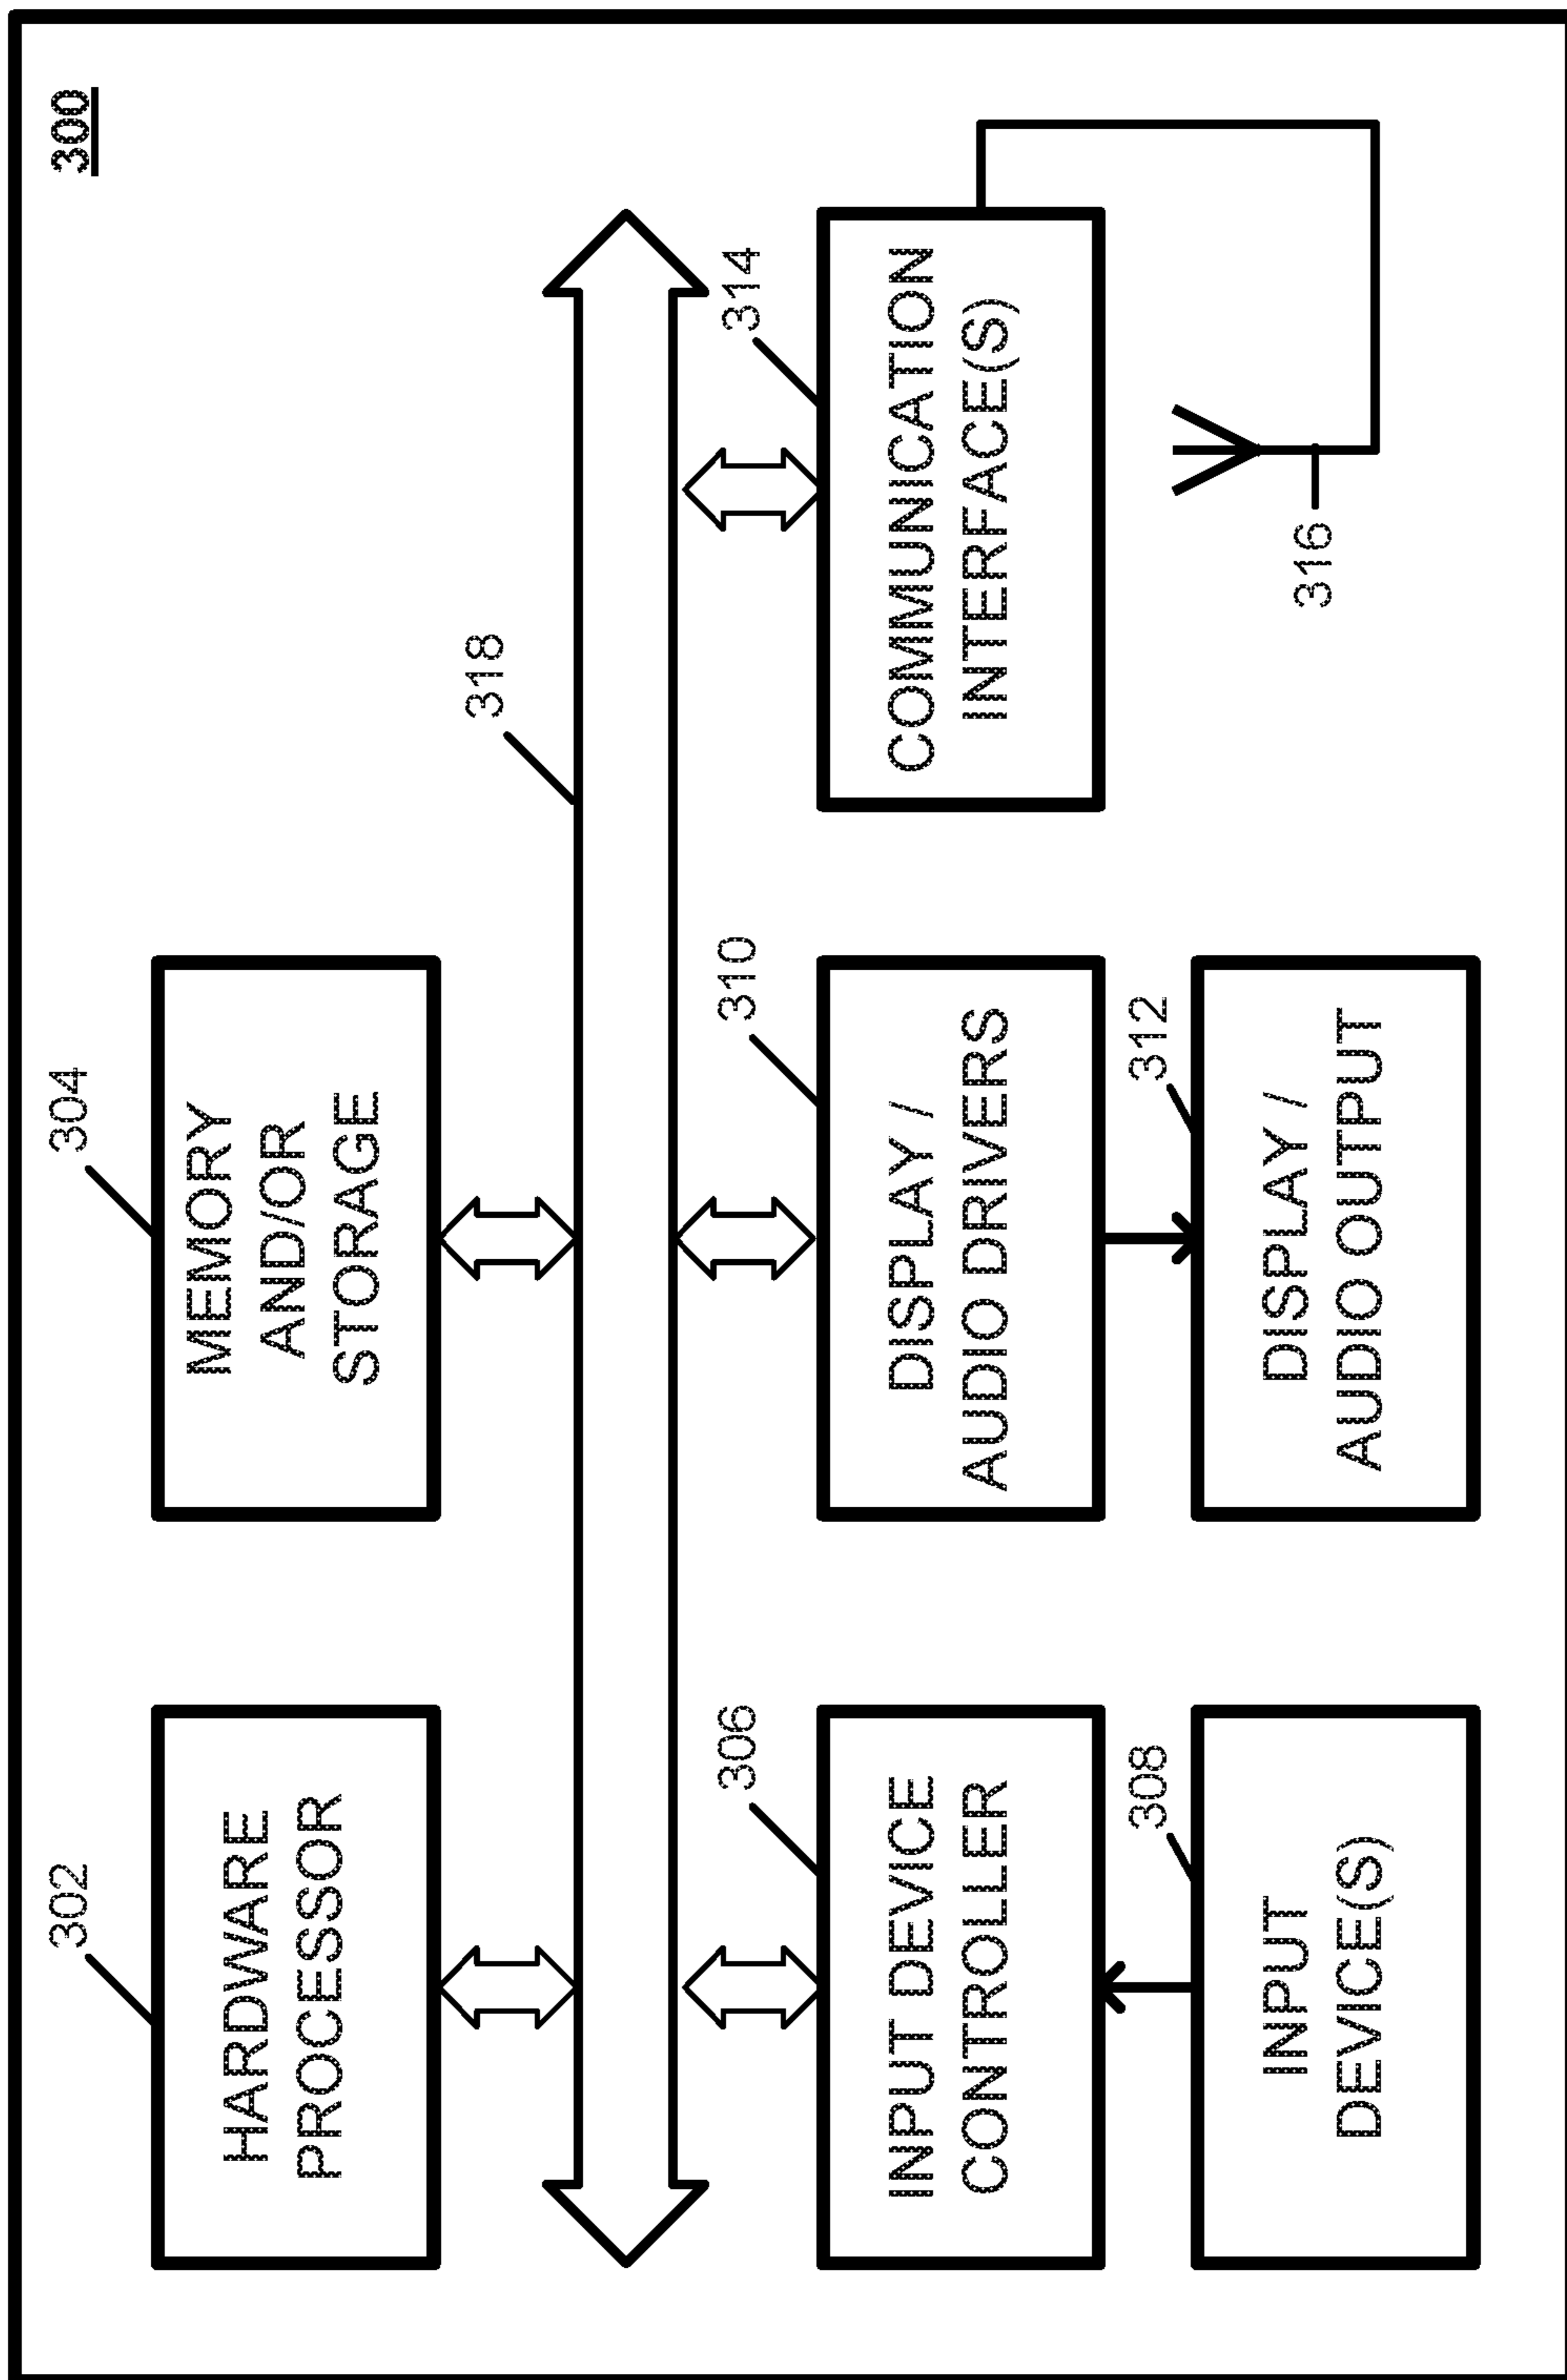 300
302
HARDWARE
PROCESSOR
304
MEMORY
AND/OR
STORAGE
318
306
INPUT DEVICE
CONTROLLER
310
DISPLAY /
AUDIO DRIVERS
314
COMMUNICATION
INTERFACE(S)
308
INPUT
DEVICE(S)
312
DISPLAY /
AUDIO OUTPUT
316